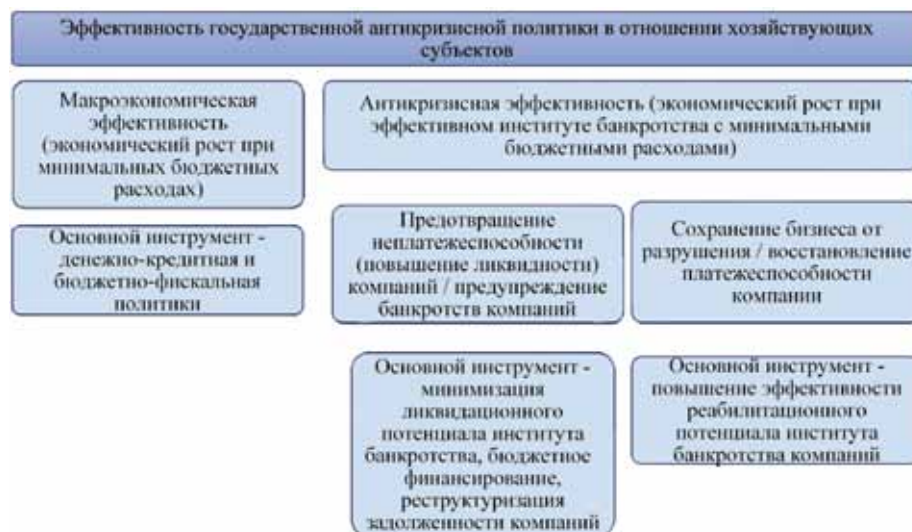 Эффективность государственной антикризисной политики в отношении хозяйствующих
субъектов
Макроэкономическая
эффективность
(экономический рост при
минимальных бюджетных
расходах)
Антикризисная эффективность (экономический рост при
эффективном институте банкротства с минимальными
бюджетными расходами)
Основной инструмент -
денежно-кредитная и
бюджетно-фискальная
политики
Предотвращение
неплатежеспособности
(повышение ликвидности)
компаний / предупреждение
банкротств компаний
Сохранение бизнеса от
разрушения / восстановление
платежеспособности
компании
Основной инструмент -
минимизация
ликвидационного
потенциала института
банкротства, бюджетное
финансирование,
реструктуризация
задолженности компаний
Основной инструмент -
повышение эффективности
реабилитационного
потенциала института
банкротства компаний